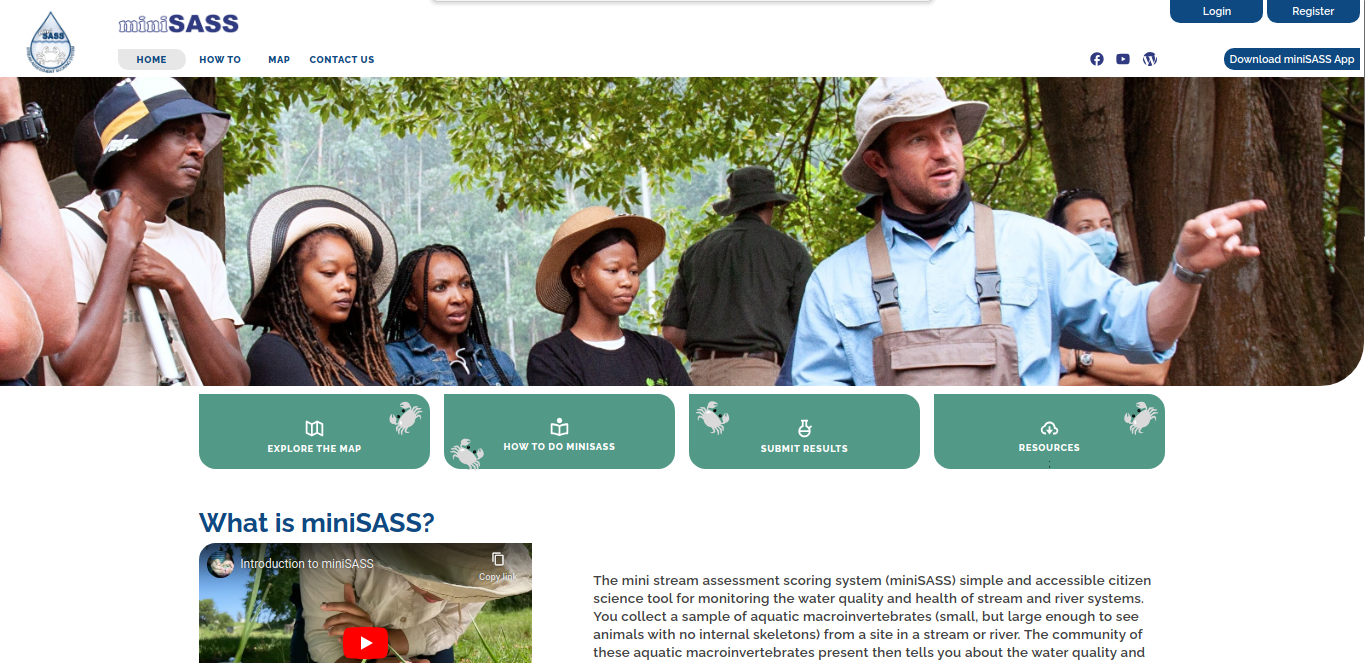 Login
Register
SASS
miniSASS
HOME
HOW TO
MAP
CONTACT US
Download miniSASS App
EXPLORE THE MAP
HOW TO DO MINISASS
SUBMIT RESULTS
RESOURCES
What is miniSASS?
Introduction to miniSASS
Copy link
The mini stream assessment scoring system (miniSASS) simple and accessible citizen
science tool for monitoring the water quality and health of stream and river systems.
You collect a sample of aquatic macroinvertebrates (small, but large enough to see
animals with no internal skeletons) from a site in a stream or river. The community of
these aquatic macroinvertebrates present then tells you about the water quality and